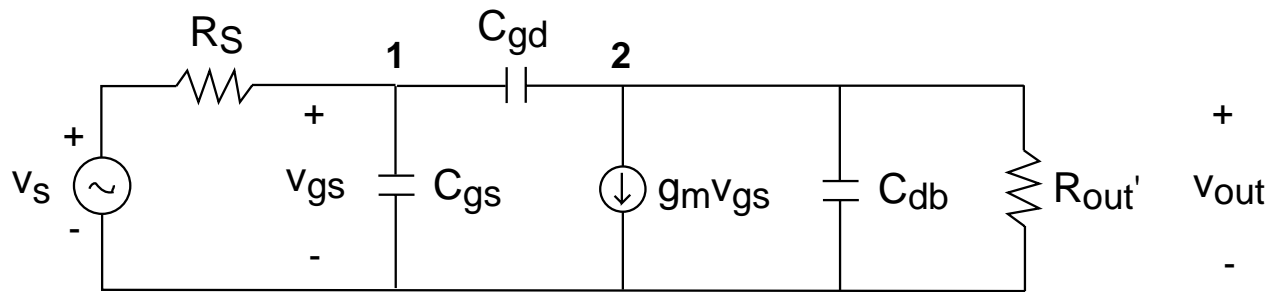 RS
1
Cgd
2
+
vs
-
+
vgs
-
Cgs
gmvgs
Cdb
Rout'
+
vout
-